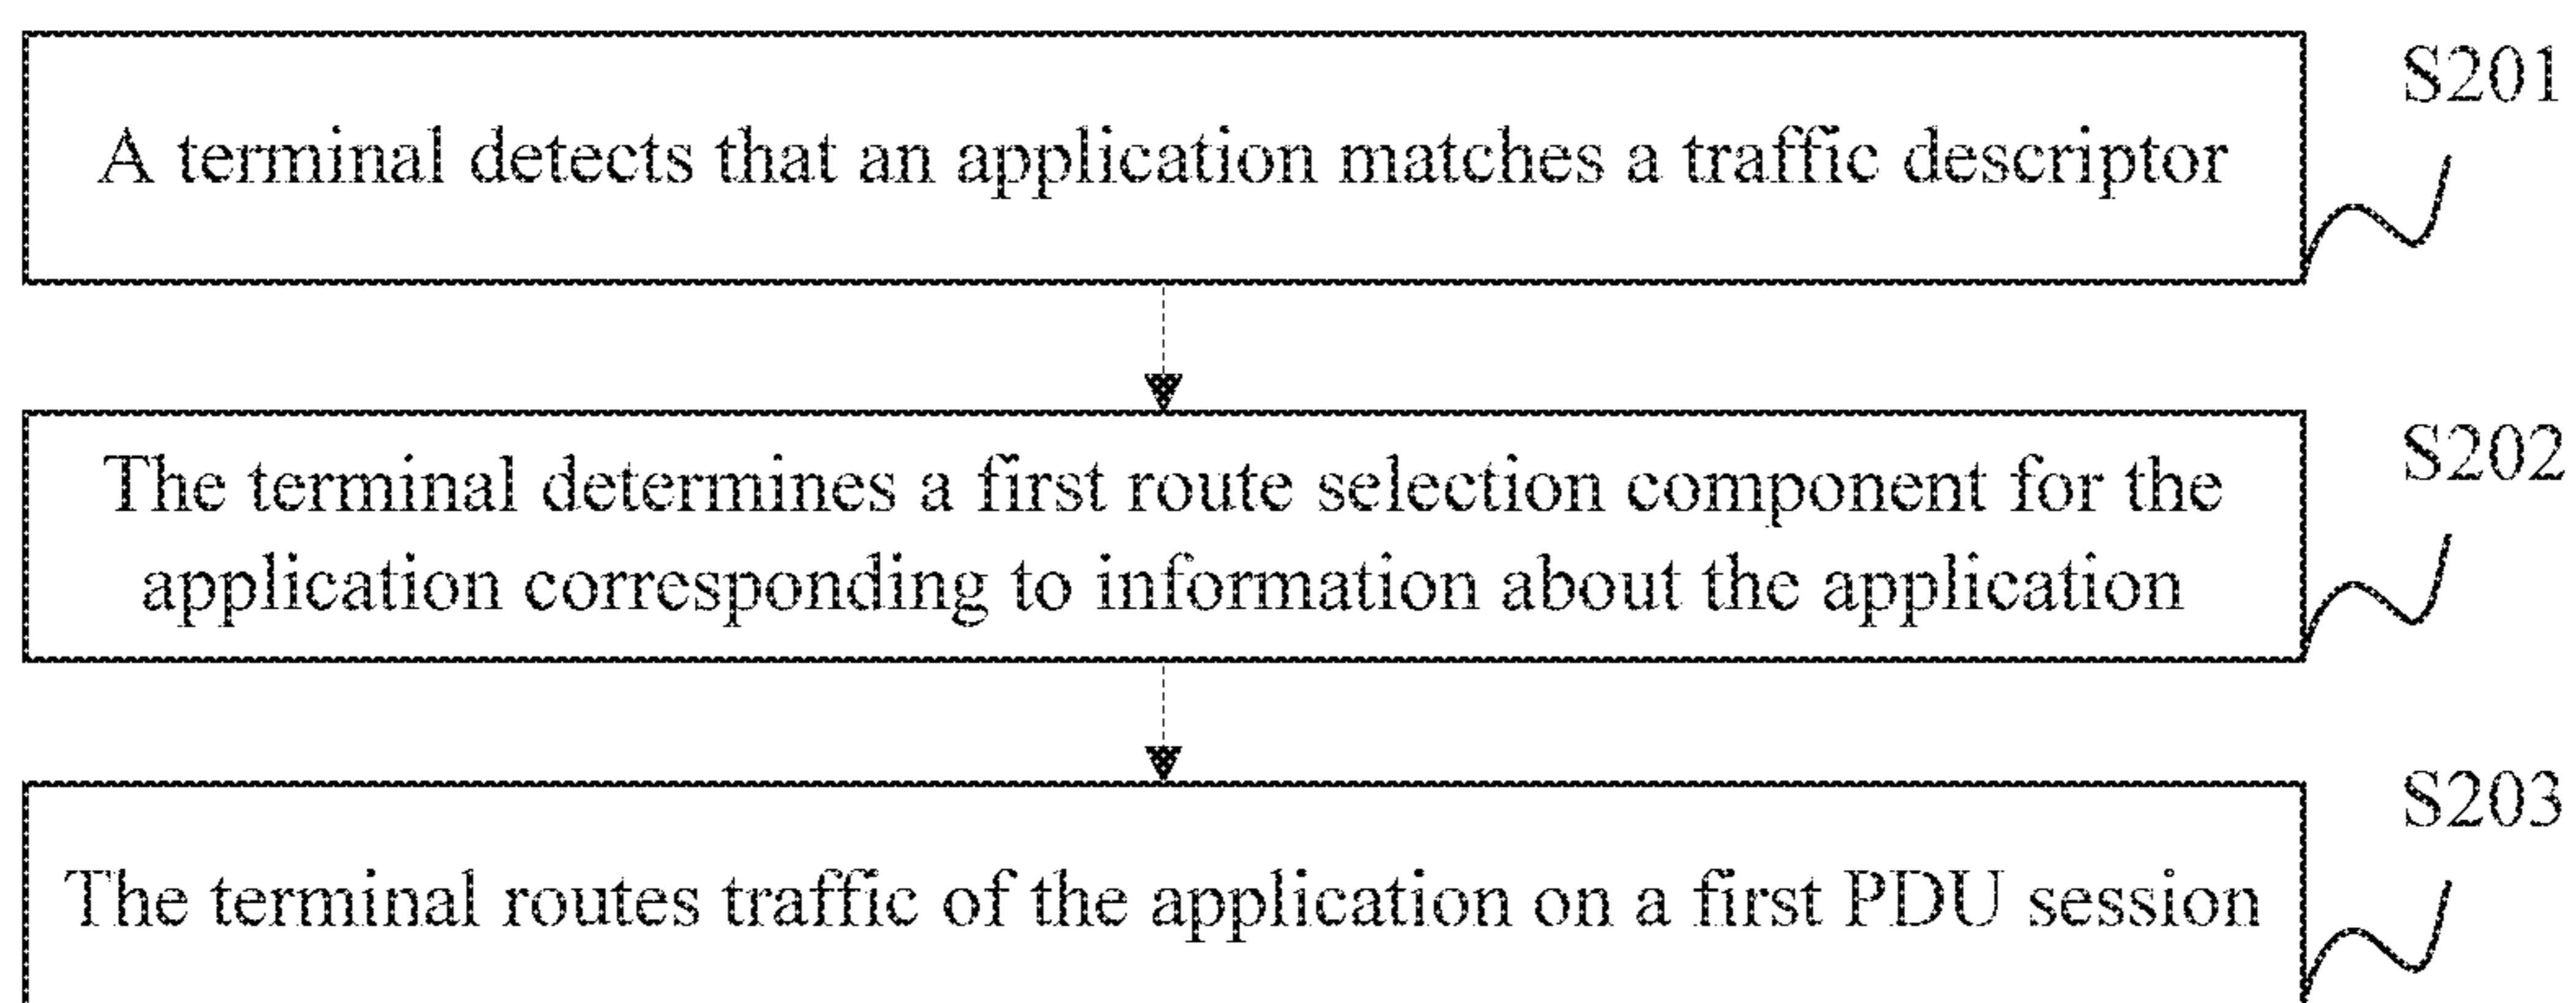 A terminal detects that an application matches a traffic descriptor
S201
The terminal determines a first route selection component for the
application corresponding to information about the application
S202
The terminal routes traffic of the application on a first PDU session
S203